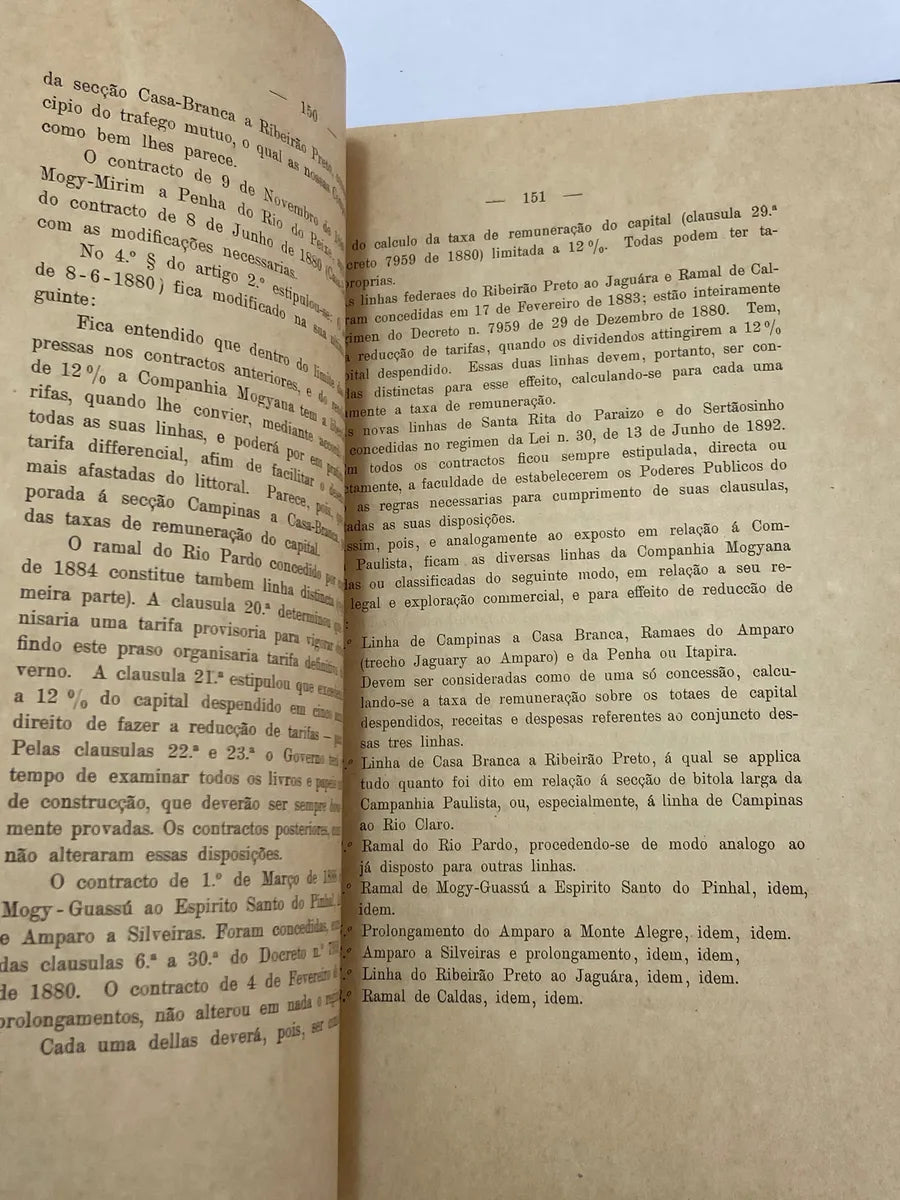 — 150 —
da secção Casa-Branca a Ribeirão Preto,
cipio do trafego mutuo, o qual as nossas
como bem lhes parece.
O contracto de 9 de Novembro de
Mogy-Mirim a Penha do Rio do Peixe,
do contracto de 8 de Junho de 1880
com as modificações necessarias.
No 4.º § do artigo 2.º estipulou-se:
de 8-6-1880) fica modificado na sua
guinte:
Fica entendido que dentro do limite
pressas nos contractos anteriores, e do
de 12 % a Companhia Mogyana tem a
rifas, quando lhe convier, mediante
todas as suas linhas, e poderá por em
tarifa differencial, afim de facilitar o
mais afastadas do littoral. Parece, pois,
porada á secção Campinas a Casa-Branca,
das taxas de remuneração do capital.
O ramal do Rio Pardo concedido por
de 1884 constitue tambem linha distincta
meira parte). A clausula 20.ª determinou
nisaria uma tarifa provisoria para vigorar
findo este praso organisaria tarifa definitiva
verno. A clausula 21.ª estipulou que
a 12 % do capital despendido em cinco
direito de fazer a reducção de tarifas —
Pelas clausulas 22.ª e 23.ª o Governo
tempo de examinar todos os livros e papeis
de construcção, que deverão ser sempre
mente provadas. Os contractos posteriores,
não alteraram essas disposições.
O contracto de 1.º de Março de
Mogy-Guassú ao Espirito Santo do Pinhal,
e Amparo a Silveiras. Foram concedidas,
das clausulas 6.ª a 30.ª do Docreto n.º
de 1880. O contracto de 4 de Fevereiro
prolongamentos, não alterou em nada o
Cada uma dellas deverá, pois, ser
— 151 —
do calculo da taxa de remuneração do capital (clausula 29.ª
creto 7959 de 1880) limitada a 12 %. Todas podem ter ta-
proprias.
s linhas federaes do Ribeirão Preto ao Jaguára e Ramal de Cal-
ram concedidas em 17 de Fevereiro de 1883; estão inteiramente
gimen do Decreto n. 7959 de 29 de Dezembro de 1880. Tem,
a reducção de tarifas, quando os dividendos attingirem a 12 %
pital despendido. Essas duas linhas devem, portanto, ser con-
das distinctas para esse effeito, calculando-se para cada uma
mente a taxa de remuneração.
s novas linhas de Santa Rita do Paraizo e do Sertãosinho
concedidas no regimen da Lei n. 30, de 13 de Junho de 1892.
m todos os contractos ficou sempre estipulada, directa ou
ctamente, a faculdade de estabelecerem os Poderes Publicos do
as regras necessarias para cumprimento de suas clausulas,
tadas as suas disposições.
ssim, pois, e analogamente ao exposto em relação á Com-
Paulista, ficam as diversas linhas da Companhia Mogyana
das ou classificadas do seguinte modo, em relação a seu re-
legal e exploração commercial, e para effeito de reduccão de
:
º Linha de Campinas a Casa Branca, Ramaes do Amparo
(trecho Jaguary ao Amparo) e da Penha ou Itapira.
Devem ser consideradas como de uma só concessão, calcu-
lando-se a taxa de remuneração sobre os totaes de capital
despendidos, receitas e despesas referentes ao conjuncto des-
sas tres linhas.
º Linha de Casa Branca a Ribeirão Preto, á qual se applica
tudo quanto foi dito em relação á secção de bitola larga da
Campanhia Paulista, ou, especialmente, á linha de Campinas
ao Rio Claro.
º Ramal do Rio Pardo, procedendo-se de modo analogo ao
já disposto para outras linhas.
º Ramal de Mogy-Guassú a Espirito Santo do Pinhal, idem,
idem.
º Prolongamento do Amparo a Monte Alegre, idem, idem.
º Amparo a Silveiras e prolongamento, idem, idem,
º Linha do Ribeirão Preto ao Jaguára, idem, idem.
º Ramal de Caldas, idem, idem.